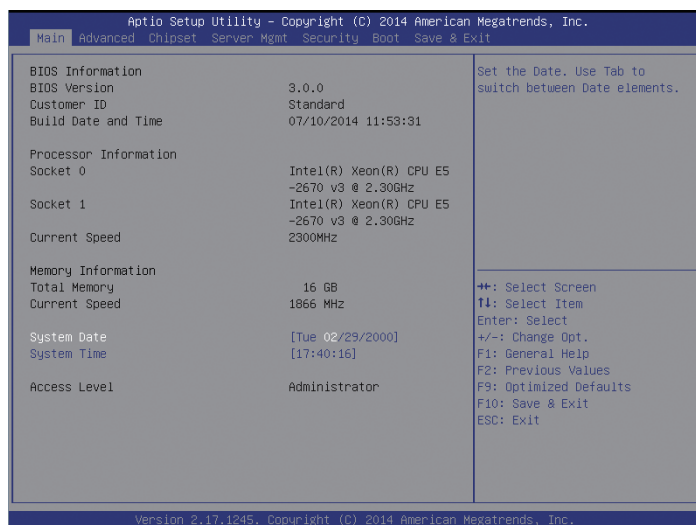 Aptio Setup Utility – Copyright (C) 2014 American Megatrends, Inc.
Main Advanced Chipset Server Mgmt Security Boot Save & Exit
BIOS Information
BIOS Version 3.0.0
Customer ID Standard
Build Date and Time 07/10/2014 11:53:31
Processor Information
Socket 0 Intel(R) Xeon(R) CPU E5
-2670 v3 @ 2.30GHz
Socket 1 Intel(R) Xeon(R) CPU E5
-2670 v3 @ 2.30GHz
Current Speed 2300MHz
Memory Information
Total Memory 16 GB
Current Speed 1866 MHz
System Date [Tue 02/29/2000]
System Time [17:40:16]
Access Level Administrator
Set the Date. Use Tab to
switch between Date elements.
→←: Select Screen
↑↓: Select Item
Enter: Select
+/-: Change Opt.
F1: General Help
F2: Previous Values
F9: Optimized Defaults
F10: Save & Exit
ESC: Exit
Version 2.17.1245. Copyright (C) 2014 American Megatrends, Inc.